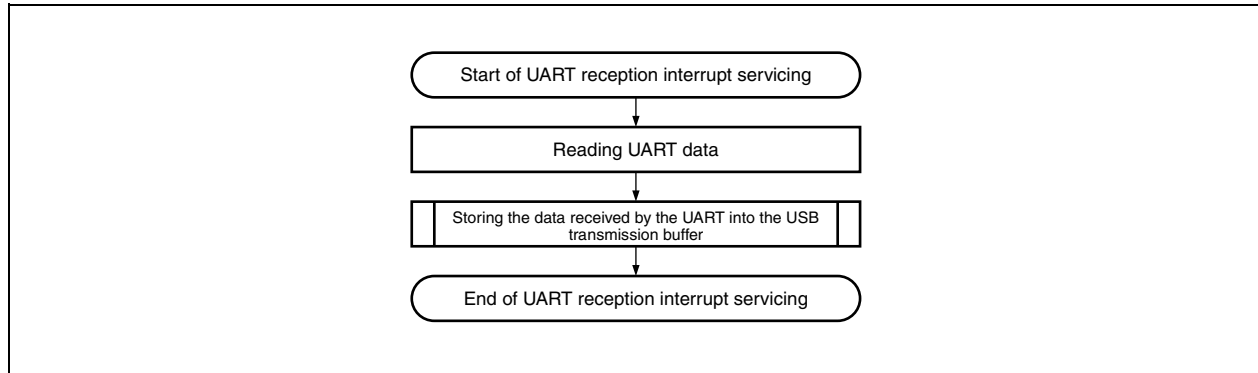 Start of UART reception interrupt servicing
Reading UART data
Storing the data received by the UART into the USB
transmission buffer
End of UART reception interrupt servicing